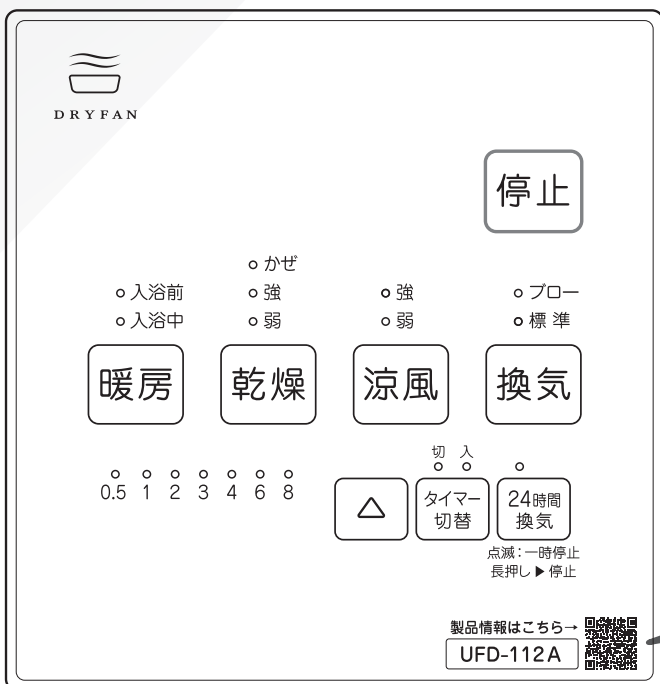 DRYFAN
停止
入浴前
入浴中
かぜ
強
弱
強
弱
ブロー
標準
暖房
乾燥
涼風
換気
0.5 1 2 3 4 6 8
切 入
タイマー
切替
24時間
換気
点滅:一時停止
長押し▶停止
製品情報はこちら→
UFD-112A